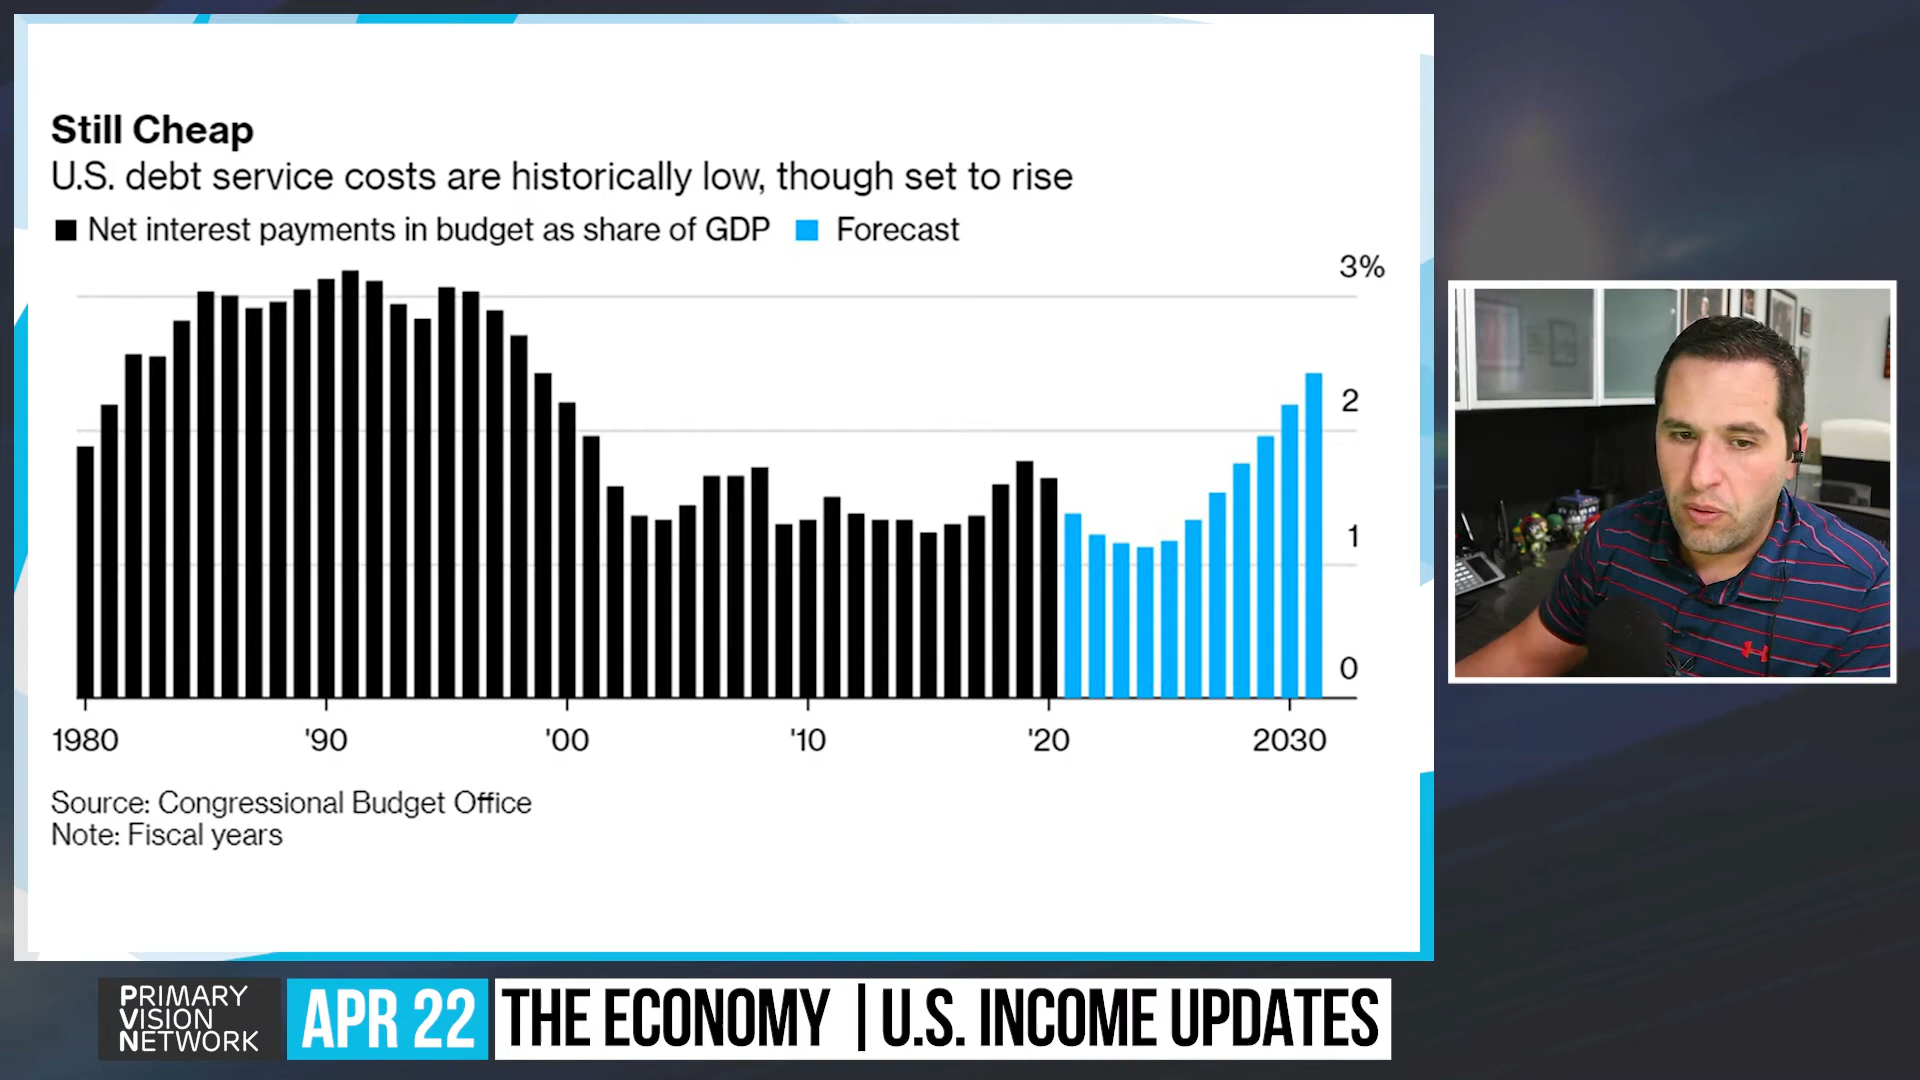 Still Cheap
U.S. debt service costs are historically low, though set to rise
Net interest payments in budget as share of GDP Forecast
3%
2
1
0
1980 '90 '00 '10 '20 2030
Source: Congressional Budget Office
Note: Fiscal years
PRIMARY
VISION
NETWORK
APR 22
THE ECONOMY | U.S. INCOME UPDATES